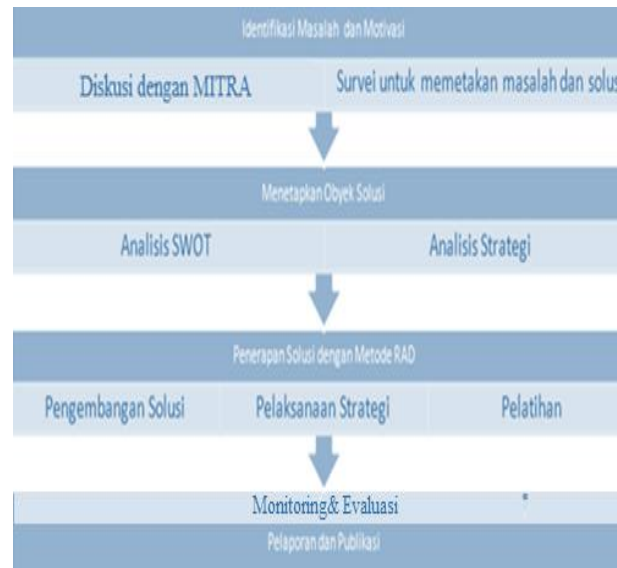 Identifikasi Masalah dan Motivasi
Diskusi dengan MITRA
Survei untuk memetakan masalah dan solus
Menetapkan Obyek Solusi
Analisis SWOT
Analisis Strategi
Penerapan Solusi dengan Metode RAD
Pengembangan Solusi
Pelaksanaan Strategi
Pelatihan
Monitoring& Evaluasi
Pelaporan dan Publikasi